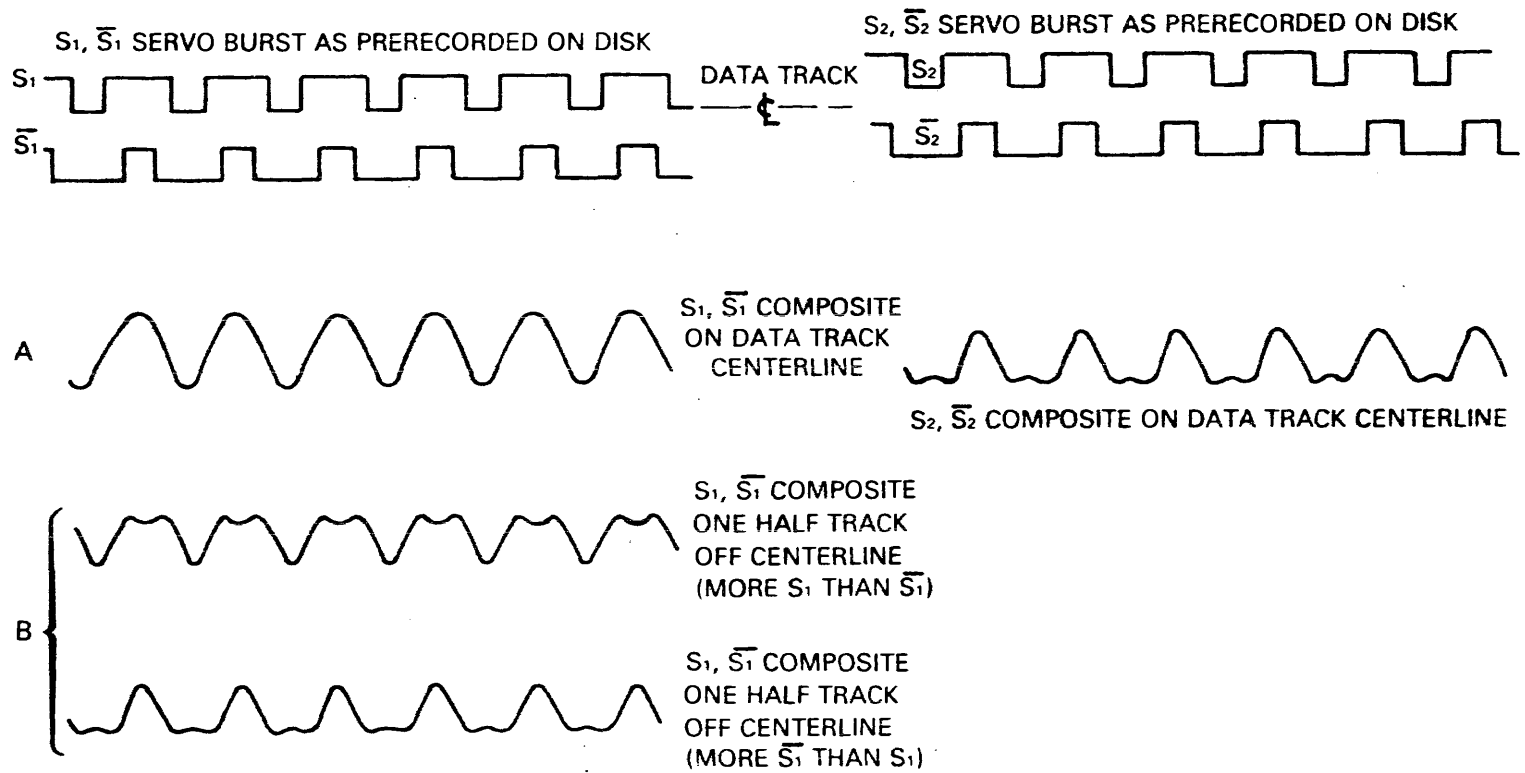 S₁, S̅₁ SERVO BURST AS PRERECORDED ON DISK
S₂, S̅₂ SERVO BURST AS PRERECORDED ON DISK
S₁
DATA TRACK
℄
S₂
S̅₁
S̅₂
A
S₁, S̅₁ COMPOSITE
ON DATA TRACK
CENTERLINE
S₂, S̅₂ COMPOSITE ON DATA TRACK CENTERLINE
B
S₁, S̅₁ COMPOSITE
ONE HALF TRACK
OFF CENTERLINE
(MORE S₁ THAN S̅₁)
S₁, S̅₁ COMPOSITE
ONE HALF TRACK
OFF CENTERLINE
(MORE S̅₁ THAN S₁)